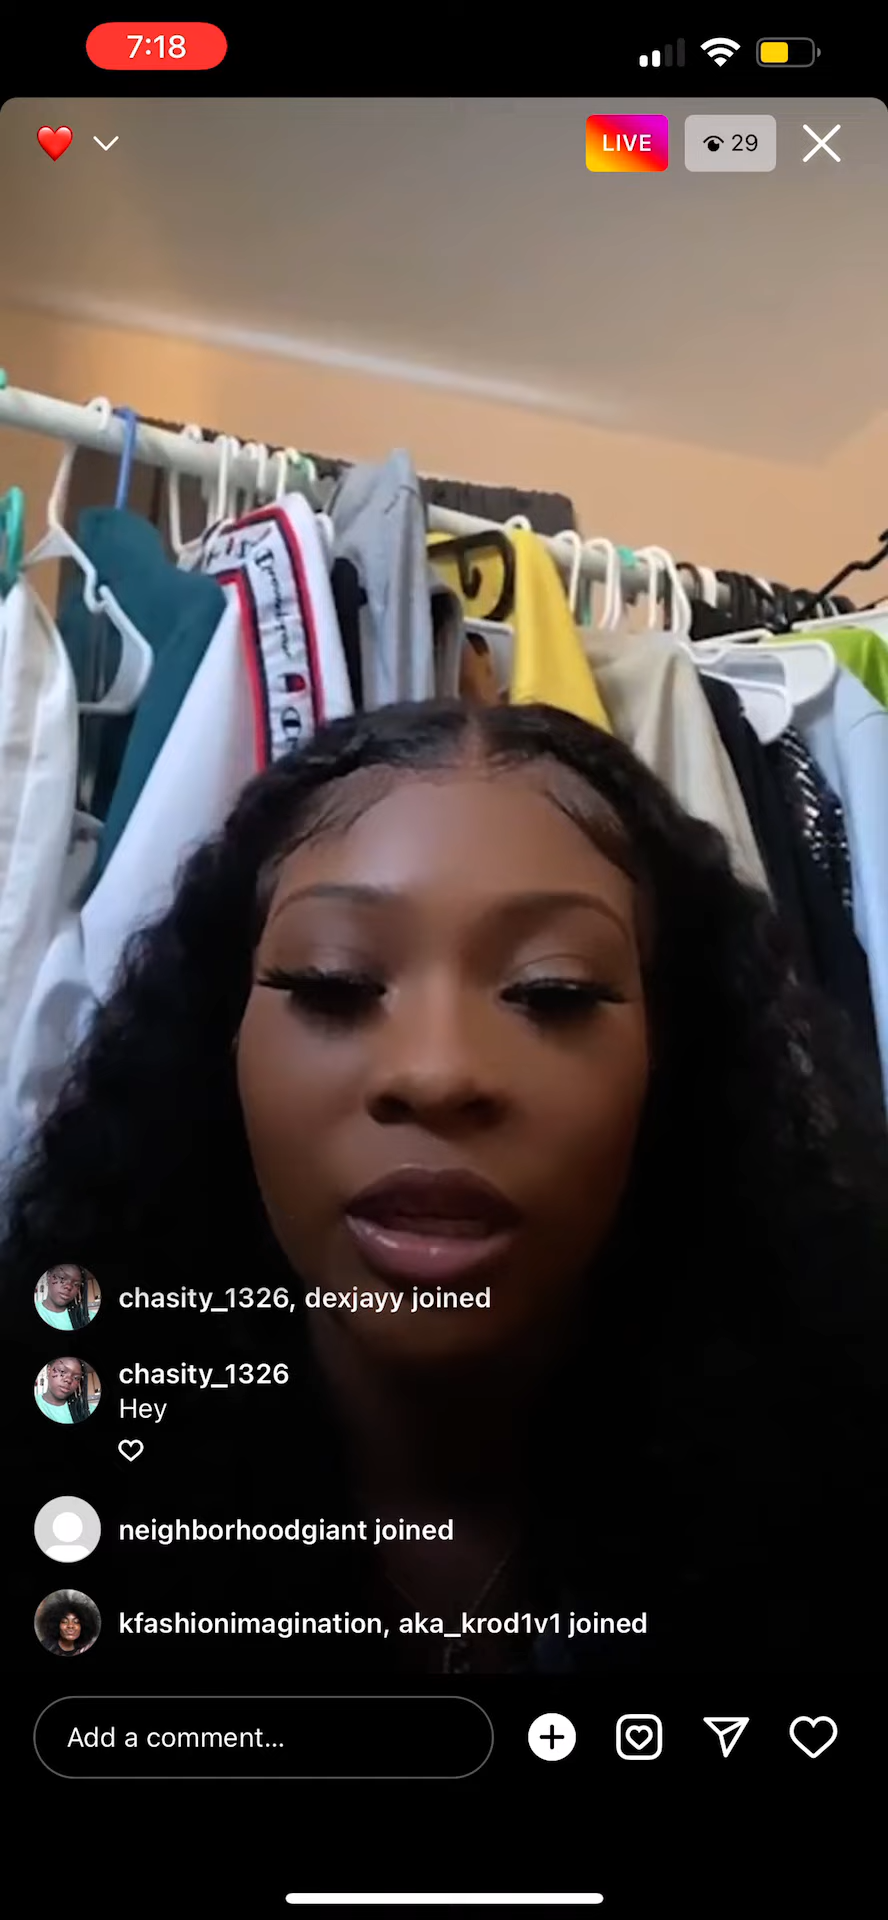 7:18
❤️
LIVE
29
chasity_1326, dexjayy joined
chasity_1326
Hey
neighborhoodgiant joined
kfashionimagination, aka_krod1v1 joined
Add a comment...